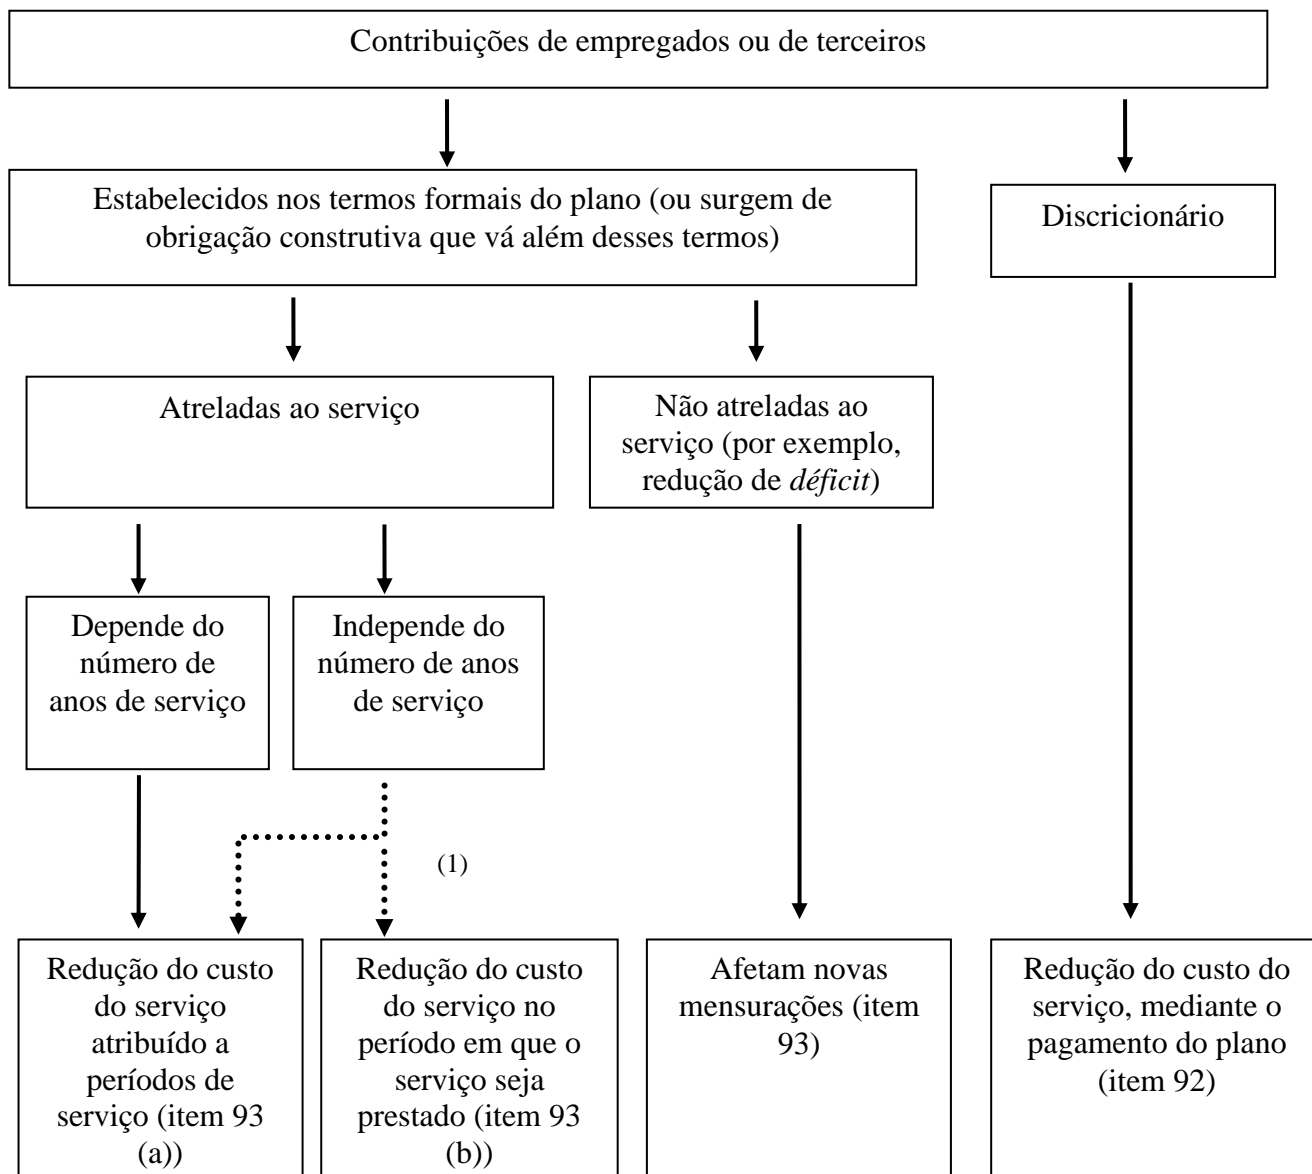 Contribuições de empregados ou de terceiros
Estabelecidos nos termos formais do plano (ou surgem de
obrigação construtiva que vá além desses termos)
Discricionário
Atreladas ao serviço
Não atreladas ao
serviço (por exemplo,
redução de déficit)
Depende do
número de
anos de serviço
Independe do
número de anos
de serviço
(1)
Redução do custo
do serviço
atribuído a
períodos de
serviço (item 93
(a))
Redução do custo
do serviço no
período em que o
serviço seja
prestado (item 93
(b))
Afetam novas
mensurações (item
93)
Redução do custo do
serviço, mediante o
pagamento do plano
(item 92)